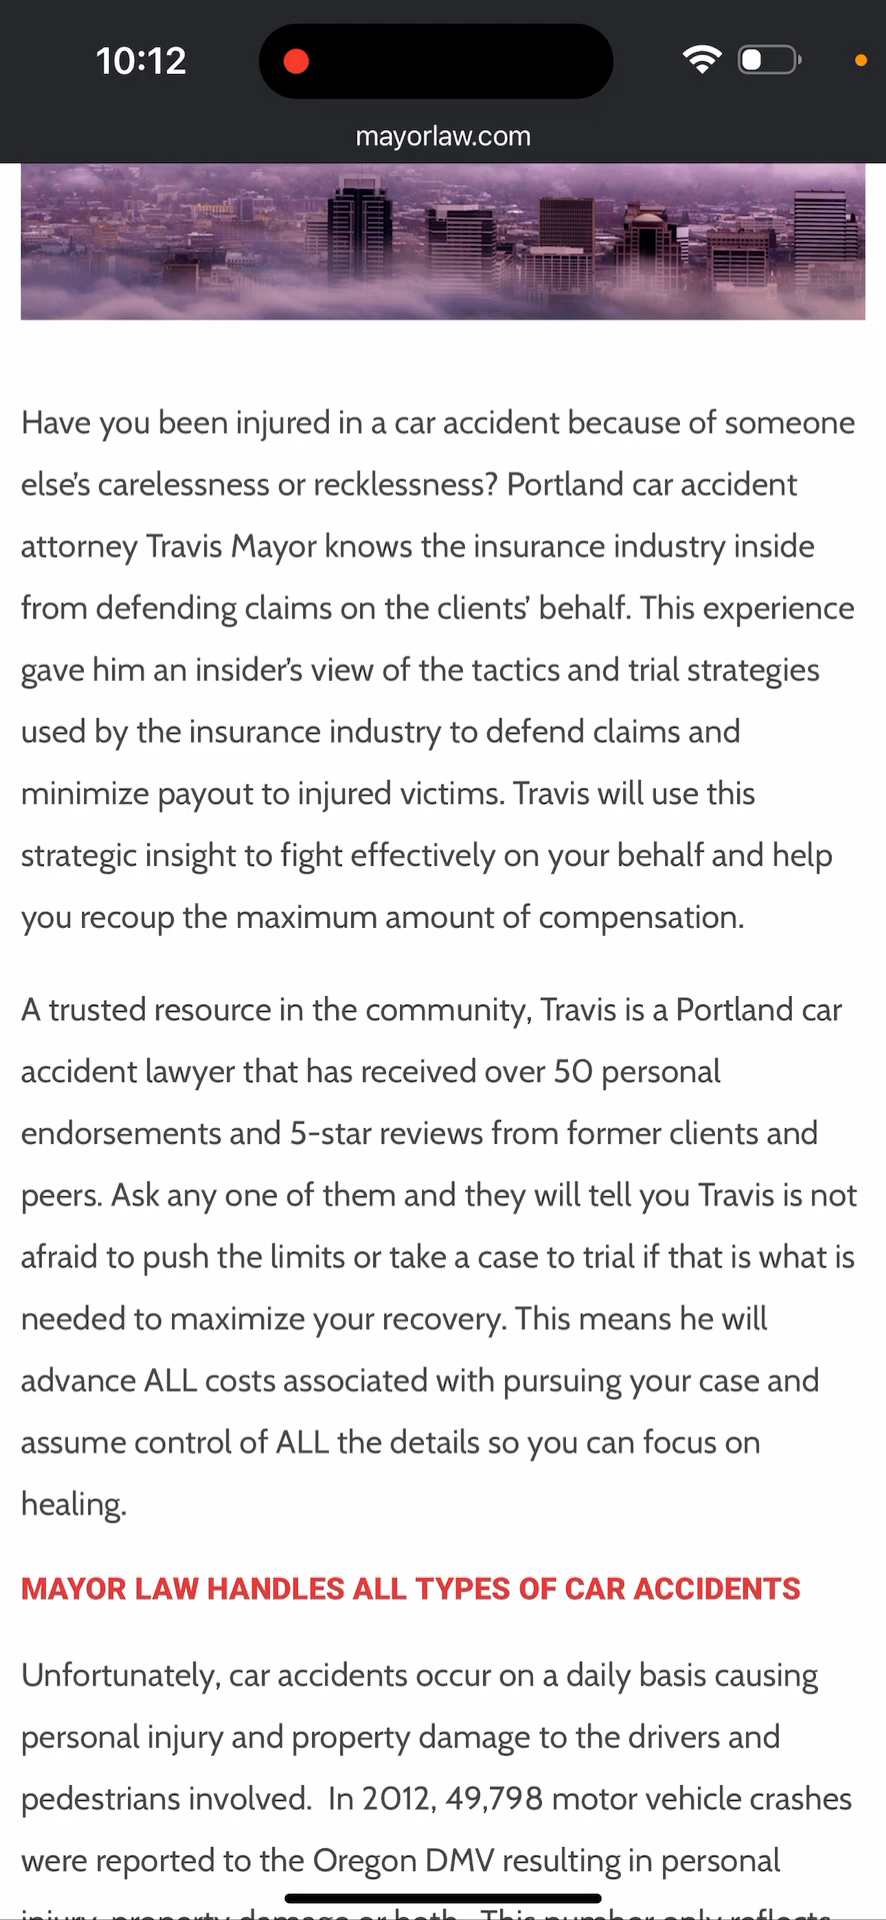 10:12
mayorlaw.com
Have you been injured in a car accident because of someone
else's carelessness or recklessness? Portland car accident
attorney Travis Mayor knows the insurance industry inside
from defending claims on the clients’ behalf. This experience
gave him an insider’s view of the tactics and trial strategies
used by the insurance industry to defend claims and
minimize payout to injured victims. Travis will use this
strategic insight to fight effectively on your behalf and help
you recoup the maximum amount of compensation.
A trusted resource in the community, Travis is a Portland car
accident lawyer that has received over 50 personal
endorsements and 5-star reviews from former clients and
peers. Ask any one of them and they will tell you Travis is not
afraid to push the limits or take a case to trial if that is what is
needed to maximize your recovery. This means he will
advance ALL costs associated with pursuing your case and
assume control of ALL the details so you can focus on
healing.
MAYOR LAW HANDLES ALL TYPES OF CAR ACCIDENTS
Unfortunately, car accidents occur on a daily basis causing
personal injury and property damage to the drivers and
pedestrians involved.  In 2012, 49,798 motor vehicle crashes
were reported to the Oregon DMV resulting in personal
injury, property damage or both.  This number only reflects